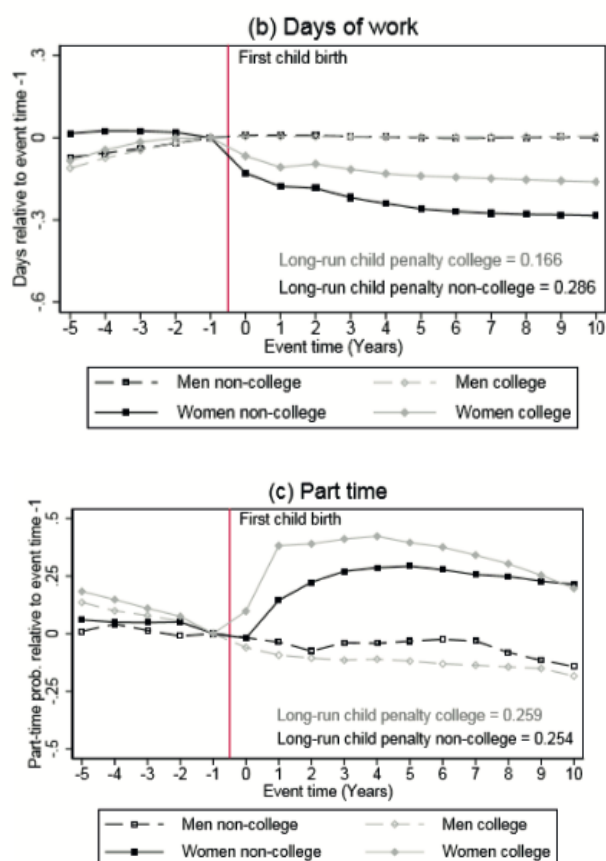 (b) Days of work
First child birth
Days relative to event time -1
.3
0
-.3
-.6
Long-run child penalty college = 0.166
Long-run child penalty non-college = 0.286
-5 -4 -3 -2 -1 0 1 2 3 4 5 6 7 8 9 10
Event time (Years)
Men non-college Men college
Women non-college Women college
(c) Part time
First child birth
Part-time prob. relative to event time -1
.5
.25
0
-.25
-.5
Long-run child penalty college = 0.259
Long-run child penalty non-college = 0.254
-5 -4 -3 -2 -1 0 1 2 3 4 5 6 7 8 9 10
Event time (Years)
Men non-college Men college
Women non-college Women college